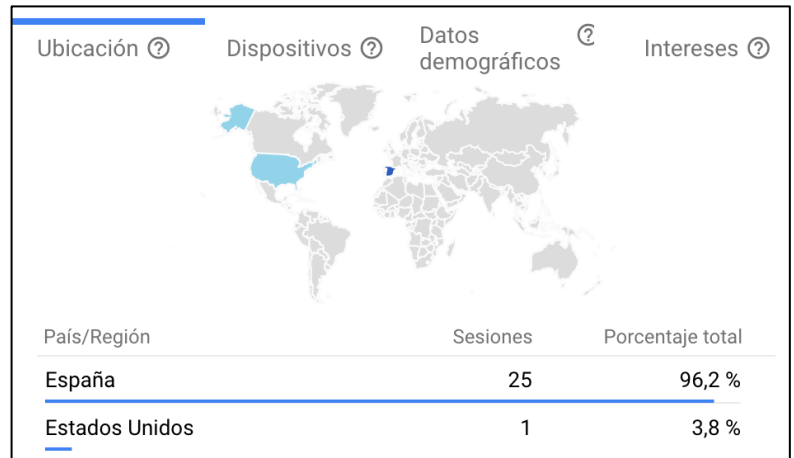 Ubicación
Dispositivos
Datos
demográficos
Intereses
País/Región Sesiones Porcentaje total
España 25 96,2 %
Estados Unidos 1 3,8 %